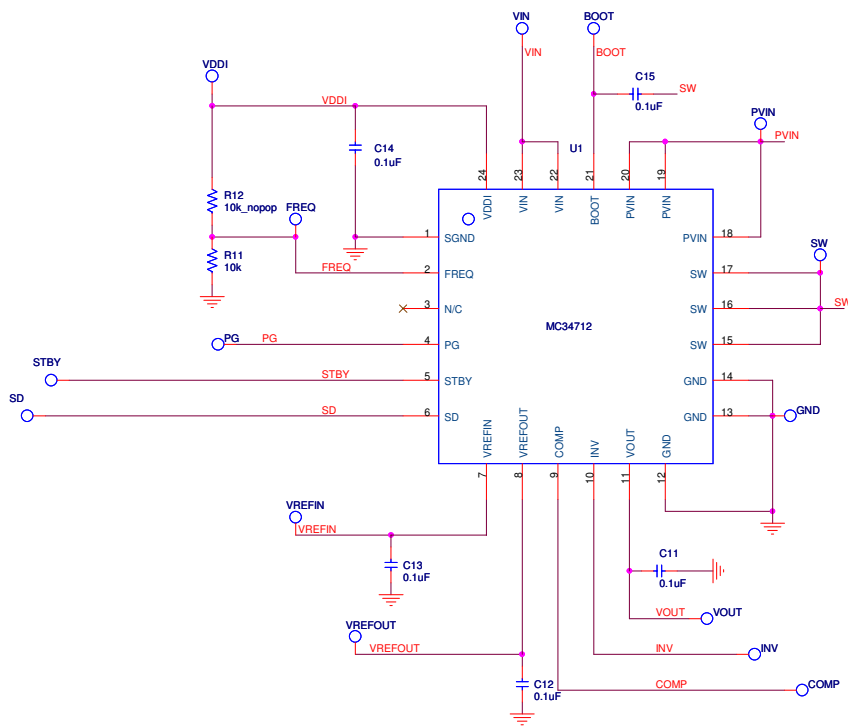 VIN
BOOT
VIN
BOOT
VDDI
C15
SW
0.1uF
VDDI
PVIN
PVIN
C14
0.1uF
U1
24
23
22
21
20
19
VDDI
VIN
VIN
BOOT
PVIN
PVIN
R12
10k_nopop
FREQ
1
SGND
PVIN
18
R11
10k
FREQ
2
FREQ
SW
17
SW
3
N/C
SW
16
SW
MC34712
PG
PG
4
PG
SW
15
STBY
STBY
5
STBY
GND
14
SD
SD
6
SD
GND
13
GND
VREFIN
VREFOUT
COMP
INV
VOUT
GND
7
8
9
10
11
12
VREFIN
VREFIN
C13
0.1uF
C11
0.1uF
VOUT
VOUT
VREFOUT
VREFOUT
INV
INV
C12
0.1uF
COMP
COMP